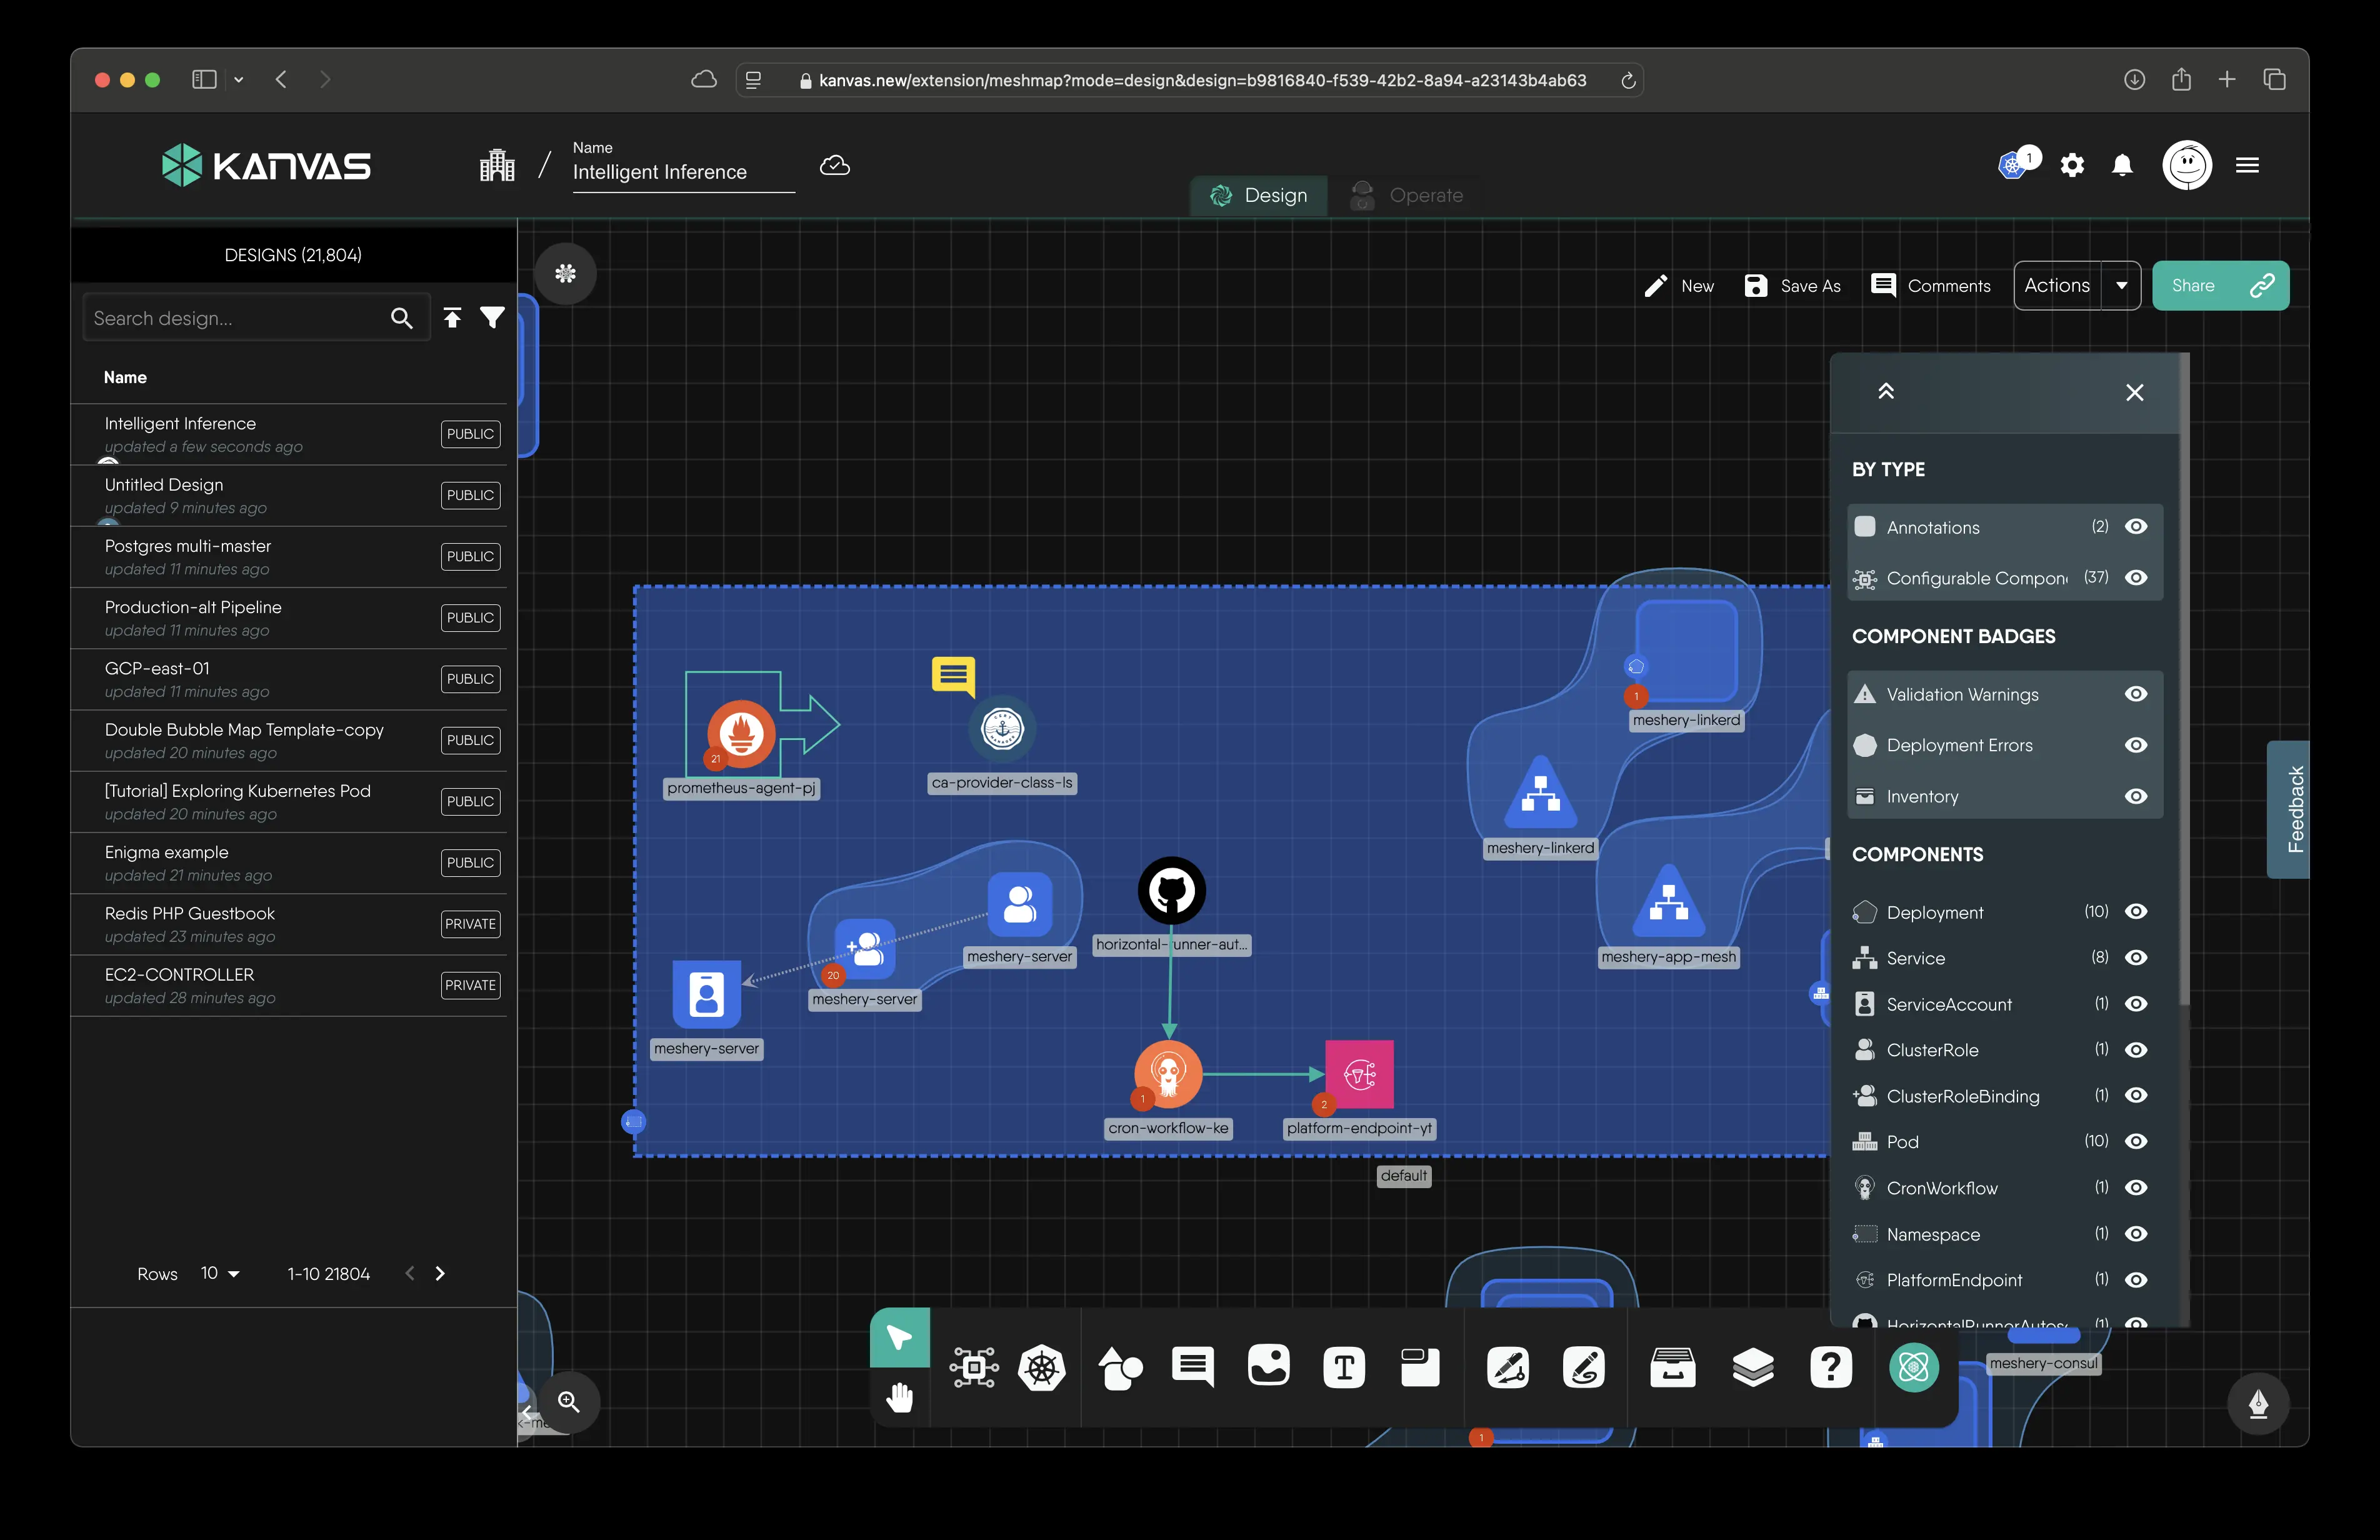 kanvas.new/extension/meshmap?mode=design&design=b9816840-f539-42b2-8a94-a23143b4ab63
KANVAS
/
Name
Intelligent Inference
1
Design
Operate
DESIGNS (21,804)
Search design...
Name
Intelligent Inference
PUBLIC
updated a few seconds ago
Untitled Design
PUBLIC
updated 9 minutes ago
Postgres multi-master
PUBLIC
updated 11 minutes ago
Production-alt Pipeline
PUBLIC
updated 11 minutes ago
GCP-east-01
PUBLIC
updated 11 minutes ago
Double Bubble Map Template-copy
PUBLIC
updated 20 minutes ago
[Tutorial] Exploring Kubernetes Pod
PUBLIC
updated 20 minutes ago
Enigma example
PUBLIC
updated 21 minutes ago
Redis PHP Guestbook
PRIVATE
updated 23 minutes ago
EC2-CONTROLLER
PRIVATE
updated 28 minutes ago
Rows 10 1-10 21804
New
Save As
Comments
Actions
Share
21
prometheus-agent-pj
ca-provider-class-ls
1
meshery-linkerd
meshery-linkerd
meshery-app-mesh
meshery-server
20
meshery-server
meshery-server
horizontal-runner-aut...
1
cron-workflow-ke
2
platform-endpoint-yt
default
1
meshery-consul
BY TYPE
Annotations (2)
Configurable Compon (37)
COMPONENT BADGES
Validation Warnings
Deployment Errors
Inventory
COMPONENTS
Deployment (10)
Service (8)
ServiceAccount (1)
ClusterRole (1)
ClusterRoleBinding (1)
Pod (10)
CronWorkflow (1)
Namespace (1)
PlatformEndpoint (1)
HorizontalRunnerAutos (1)
Feedback